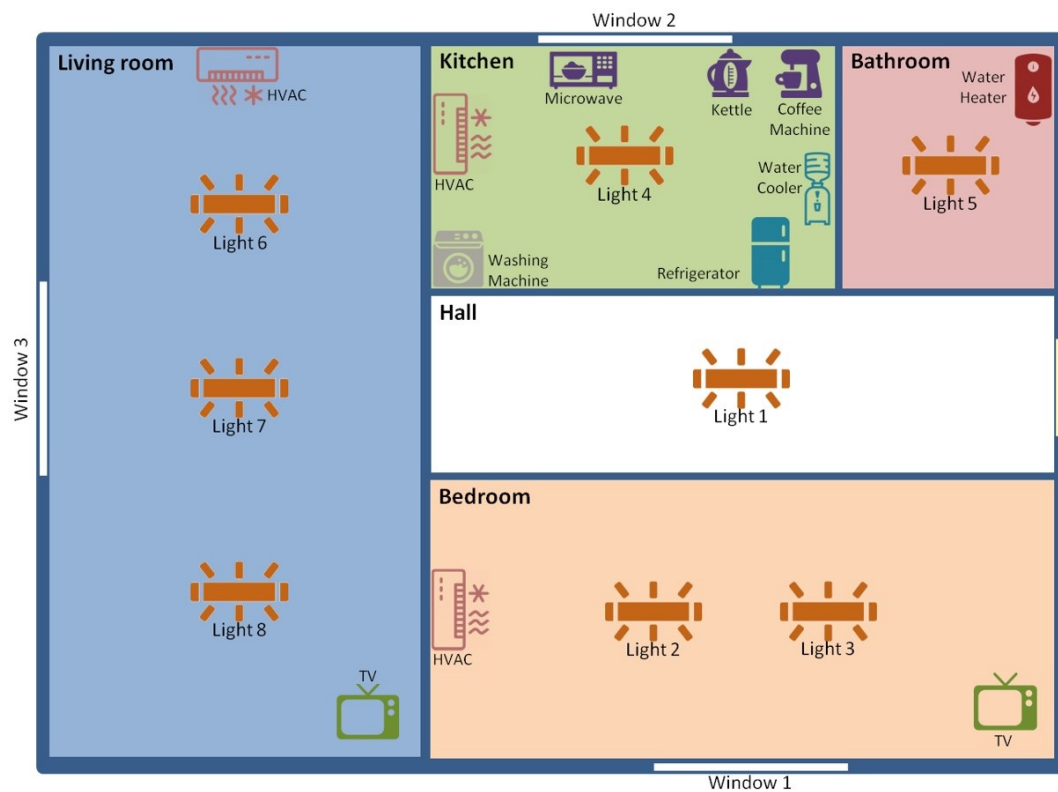 Window 2
Living room
HVAC
Kitchen
Microwave
Kettle
Coffee
Machine
Bathroom
Water
Heater
HVAC
Light 4
Water
Cooler
Light 5
Light 6
Washing
Machine
Refrigerator
Hall
Window 3
Light 7
Light 1
Bedroom
Light 8
HVAC
Light 2
Light 3
TV
TV
Window 1